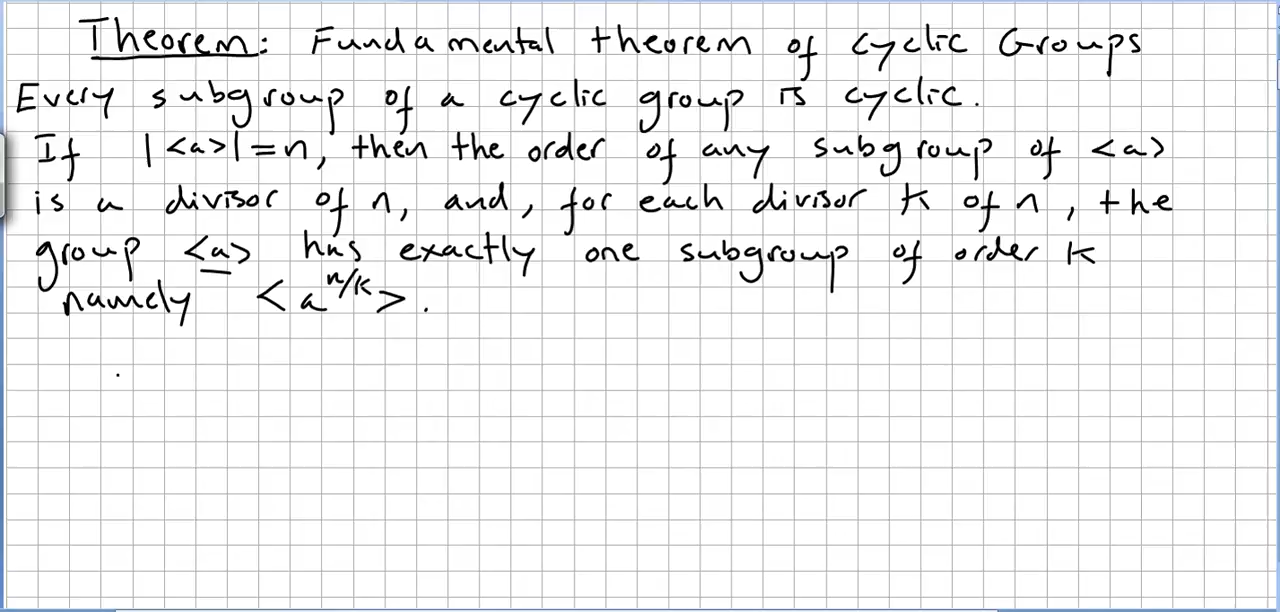 Theorem: Fundamental theorem of cyclic Groups
Every subgroup of a cyclic group is cyclic.
If |<a>| = n, then the order of any subgroup of <a>
is a divisor of n, and, for each divisor k of n, the
group <a> has exactly one subgroup of order k
namely <a^{n/k}>.